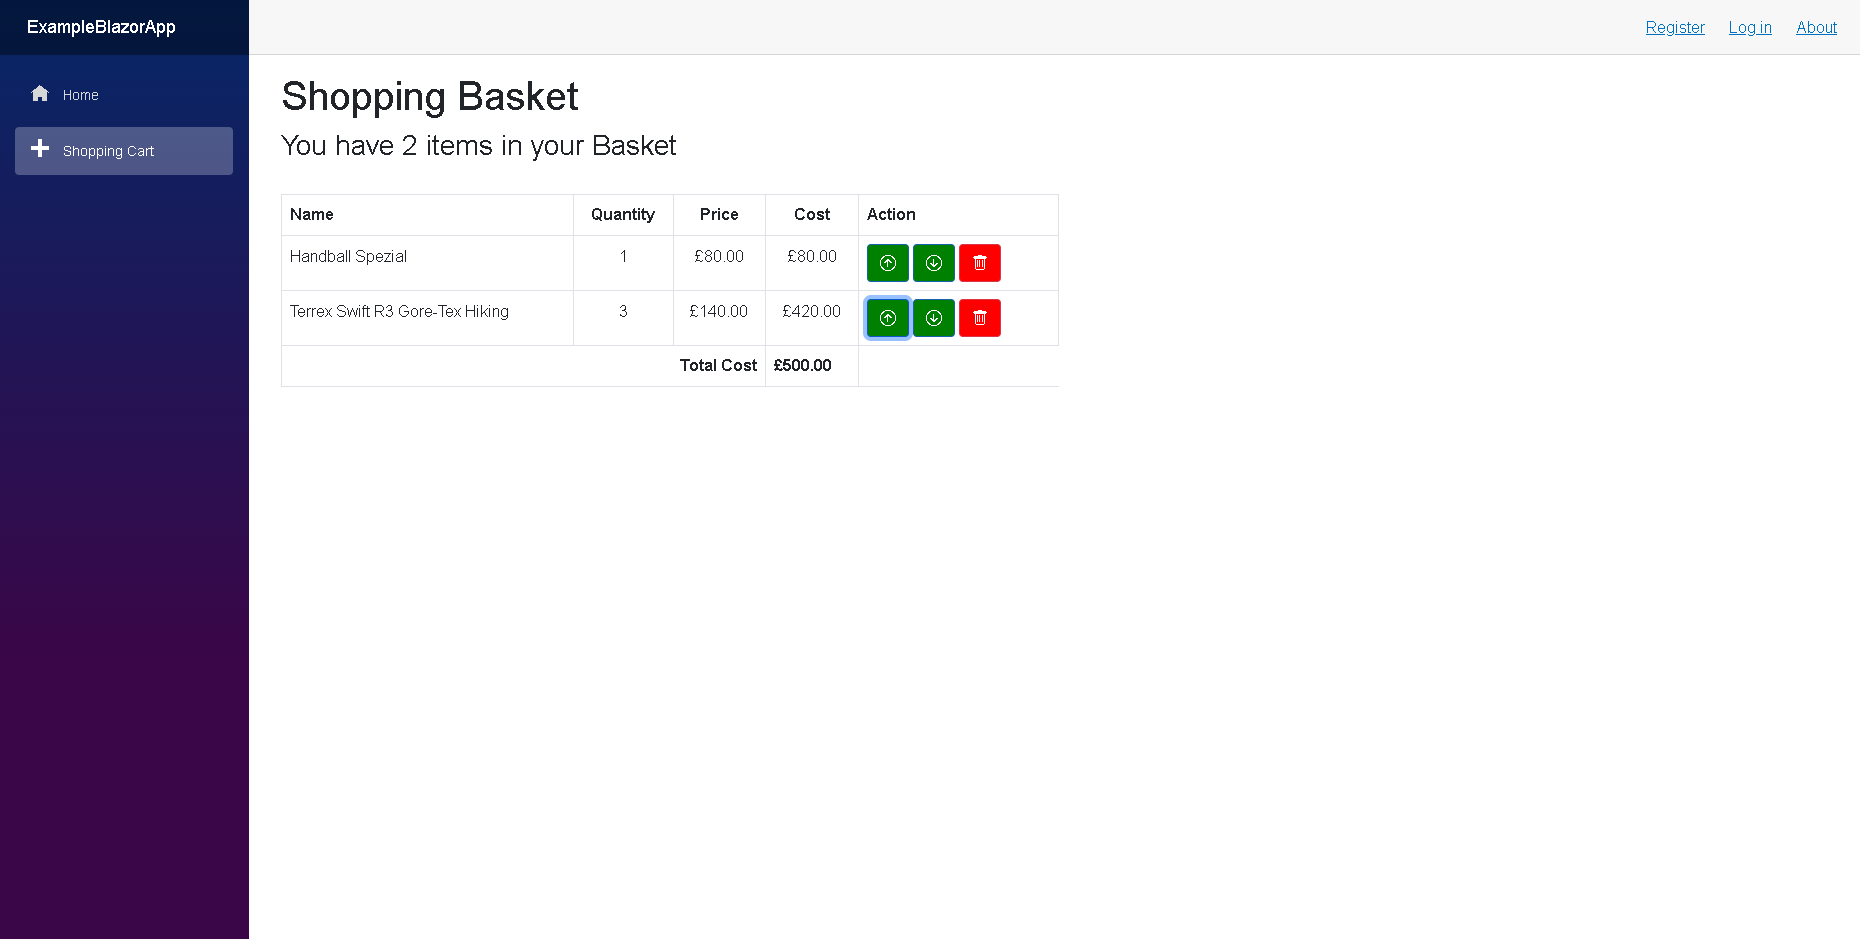 ExampleBlazorApp
Register Log in About
Home
Shopping Cart
Shopping Basket
You have 2 items in your Basket
Name Quantity Price Cost Action
Handball Spezial 1 £80.00 £80.00
Terrex Swift R3 Gore-Tex Hiking 3 £140.00 £420.00
Total Cost £500.00